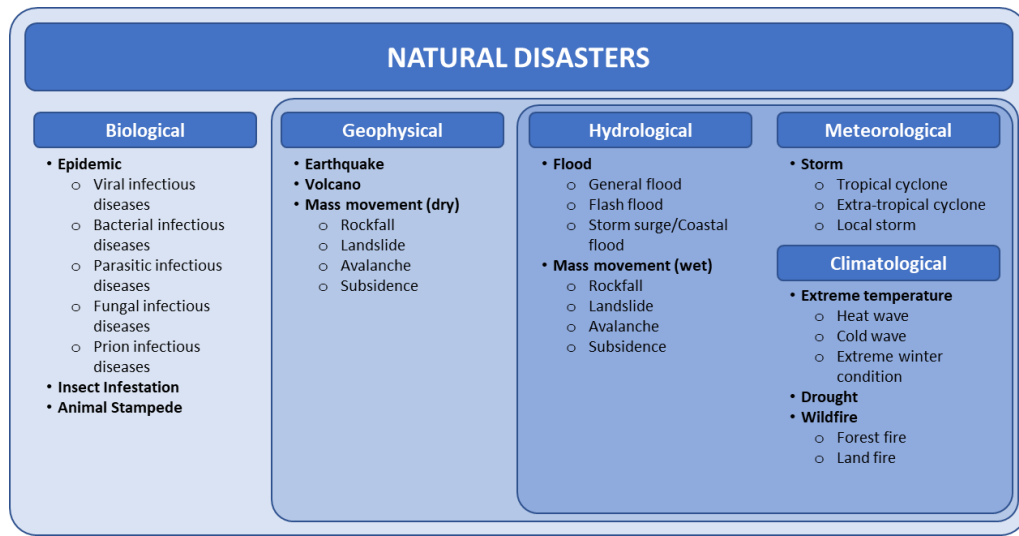 NATURAL DISASTERS
Biological
• Epidemic
o Viral infectious
diseases
o Bacterial infectious
diseases
o Parasitic infectious
diseases
o Fungal infectious
diseases
o Prion infectious
diseases
• Insect Infestation
• Animal Stampede
Geophysical
• Earthquake
• Volcano
• Mass movement (dry)
o Rockfall
o Landslide
o Avalanche
o Subsidence
Hydrological
• Flood
o General flood
o Flash flood
o Storm surge/Coastal
flood
• Mass movement (wet)
o Rockfall
o Landslide
o Avalanche
o Subsidence
Meteorological
• Storm
o Tropical cyclone
o Extra-tropical cyclone
o Local storm
Climatological
• Extreme temperature
o Heat wave
o Cold wave
o Extreme winter
condition
• Drought
• Wildfire
o Forest fire
o Land fire